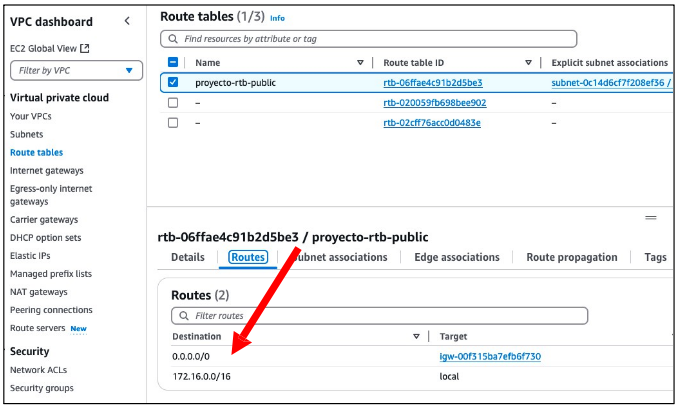 VPC dashboard
EC2 Global View
Filter by VPC
Virtual private cloud
Your VPCs
Subnets
Route tables
Internet gateways
Egress-only internet
gateways
Carrier gateways
DHCP option sets
Elastic IPs
Managed prefix lists
NAT gateways
Peering connections
Route servers New
Security
Network ACLs
Security groups
Route tables (1/3) Info
Find resources by attribute or tag
Name Route table ID Explicit subnet associations
proyecto-rtb-public rtb-06ffae4c91b2d5be3 subnet-0c14d6cf7f208ef36 /
– rtb-020059fb698bee902 –
– rtb-02cff76acc0d0483e –
rtb-06ffae4c91b2d5be3 / proyecto-rtb-public
Details Routes Subnet associations Edge associations Route propagation Tags
Routes (2)
Filter routes
Destination Target
0.0.0.0/0 igw-00f315ba7efb6f730
172.16.0.0/16 local